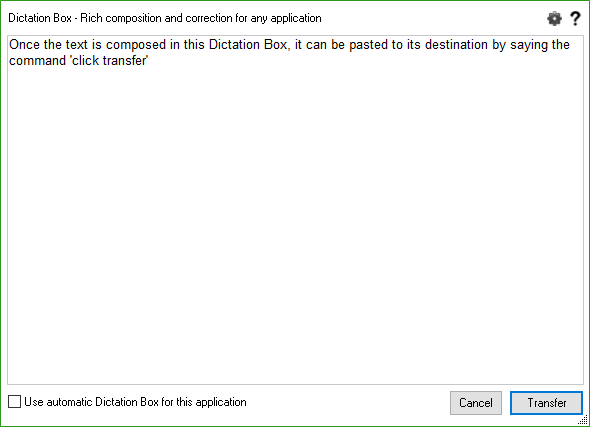 Dictation Box - Rich composition and correction for any application
?
Once the text is composed in this Dictation Box, it can be pasted to its destination by saying the
command 'click transfer'
Use automatic Dictation Box for this application
Cancel
Transfer